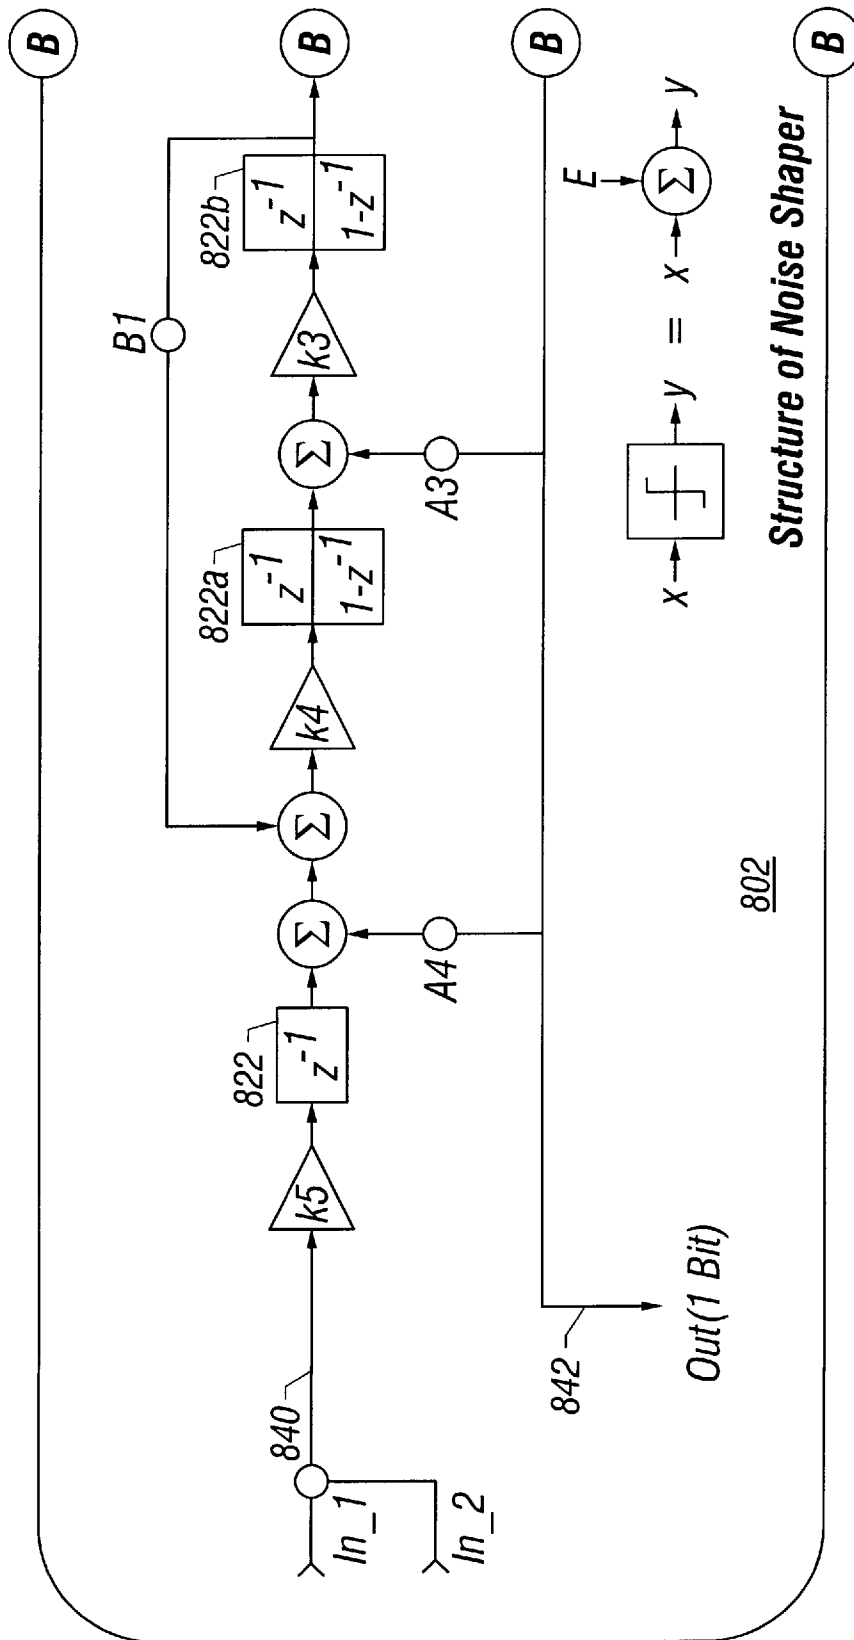 In_1
In_2
840
k5
822
z-1
Σ
A4
Σ
k4
822a
z-1
1-z-1
Σ
A3
k3
822b
z-1
1-z-1
B1
B
B
B
B
842
Out(1 Bit)
802
x
y
=
x
Σ
E
y
Structure of Noise Shaper